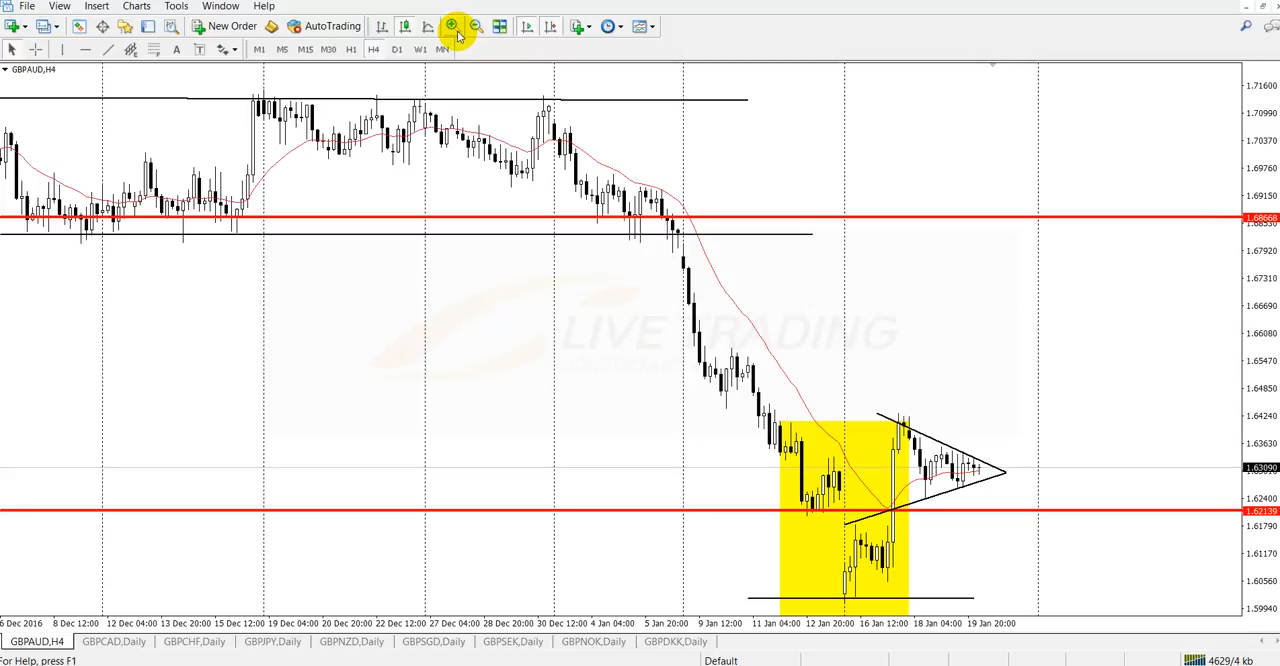 File View Insert Charts Tools Window Help
New Order AutoTrading
A T M1 M5 M15 M30 H1 H4 D1 W1 MN
GBPAUD,H4
1.71600
1.70990
1.70370
1.69760
1.69150
1.68668
1.67920
1.67310
1.66690
1.66080
1.65470
1.64850
1.64240
1.63630
1.63090
1.62400
1.62139
1.61790
1.61170
1.60560
1.59940
LIVE TRADING
6 Dec 2016 8 Dec 12:00 12 Dec 04:00 13 Dec 20:00 15 Dec 12:00 19 Dec 04:00 20 Dec 20:00 22 Dec 12:00 27 Dec 04:00 28 Dec 20:00 30 Dec 12:00 4 Jan 04:00 5 Jan 20:00 9 Jan 12:00 11 Jan 04:00 12 Jan 20:00 16 Jan 12:00 18 Jan 04:00 19 Jan 20:00
GBPAUD,H4 GBPCAD,Daily GBPCHF,Daily GBPJPY,Daily GBPNZD,Daily GBPSGD,Daily GBPSEK,Daily GBPNOK,Daily GBPDKK,Daily
For Help, press F1 Default 4629/4 kb